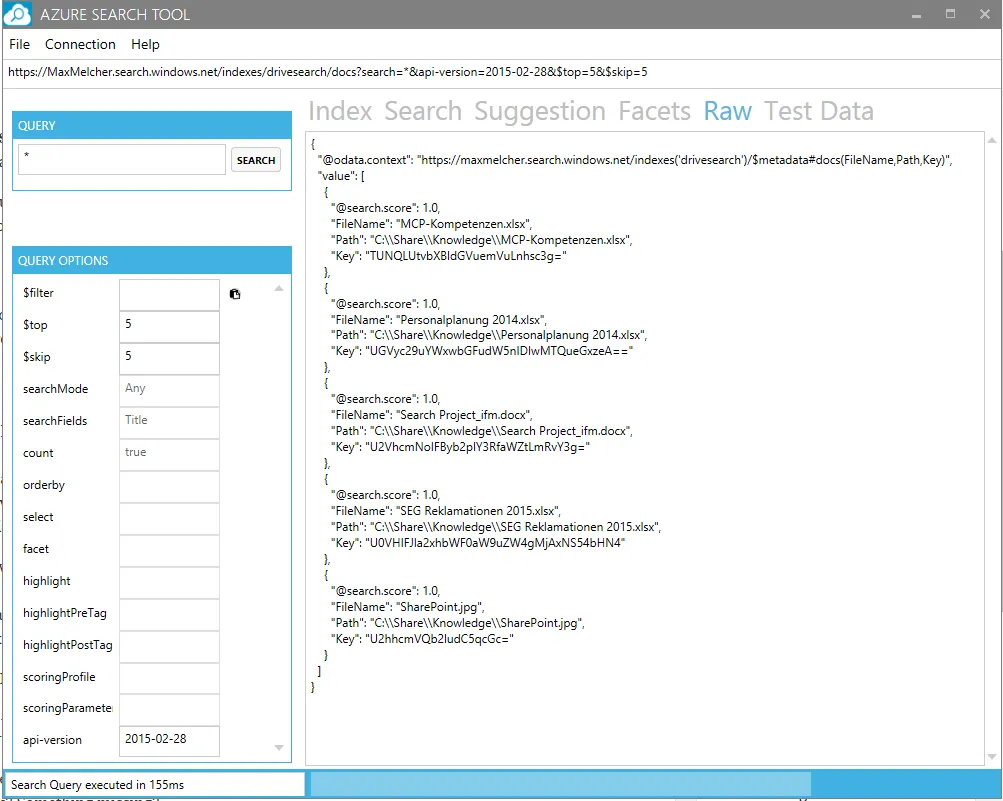 AZURE SEARCH TOOL
File Connection Help
https://MaxMelcher.search.windows.net/indexes/drivesearch/docs?search=*&api-version=2015-02-28&$top=5&$skip=5
QUERY
*
SEARCH
QUERY OPTIONS
$filter
$top 5
$skip 5
searchMode Any
searchFields Title
count true
orderby
select
facet
highlight
highlightPreTag
highlightPostTag
scoringProfile
scoringParameter
api-version 2015-02-28
Index Search Suggestion Facets Raw Test Data
{
"@odata.context": "https://maxmelcher.search.windows.net/indexes('drivesearch')/$metadata#docs(FileName,Path,Key)",
"value": [
{
"@search.score": 1.0,
"FileName": "MCP-Kompetenzen.xlsx",
"Path": "C:\\Share\\Knowledge\\MCP-Kompetenzen.xlsx",
"Key": "TUNQLUtvbXBldGVuemVuLnhsc3g="
},
{
"@search.score": 1.0,
"FileName": "Personalplanung 2014.xlsx",
"Path": "C:\\Share\\Knowledge\\Personalplanung 2014.xlsx",
"Key": "UGVyc29uYWxwbGFudW5nIDIwMTQueGxzeA=="
},
{
"@search.score": 1.0,
"FileName": "Search Project_ifm.docx",
"Path": "C:\\Share\\Knowledge\\Search Project_ifm.docx",
"Key": "U2VhcmNoIFByb2plY3RfaWZtLmRvY3g="
},
{
"@search.score": 1.0,
"FileName": "SEG Reklamationen 2015.xlsx",
"Path": "C:\\Share\\Knowledge\\SEG Reklamationen 2015.xlsx",
"Key": "U0VHIFJla2xhbWF0aW9uZW4gMjAxNS54bHN4"
},
{
"@search.score": 1.0,
"FileName": "SharePoint.jpg",
"Path": "C:\\Share\\Knowledge\\SharePoint.jpg",
"Key": "U2hhcmVQb2ludC5qcGc="
}
]
}
Search Query executed in 155ms